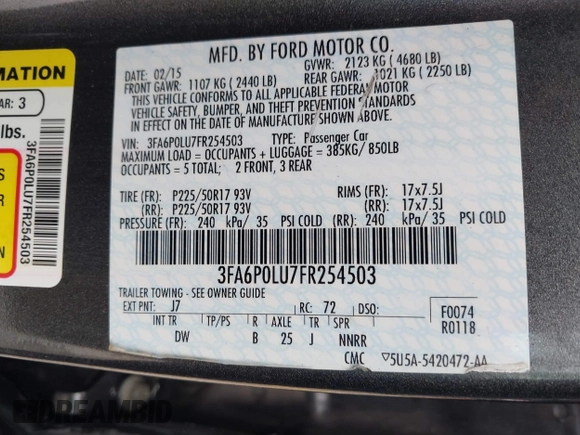 MFD. BY FORD MOTOR CO.
DATE: 02/15 GVWR: 2123 KG ( 4680 LB)
FRONT GAWR: 1107 KG ( 2440 LB) REAR GAWR: 1021 KG ( 2250 LB)
THIS VEHICLE CONFORMS TO ALL APPLICABLE FEDERAL MOTOR
VEHICLE SAFETY, BUMPER, AND THEFT PREVENTION STANDARDS
IN EFFECT ON THE DATE OF MANUFACTURE SHOWN ABOVE.
VIN: 3FA6P0LU7FR254503 TYPE: Passenger Car
MAXIMUM LOAD = OCCUPANTS + LUGGAGE = 385KG/ 850LB
OCCUPANTS = 5 TOTAL; 2 FRONT, 3 REAR
TIRE (FR): P225/50R17 93V RIMS (FR): 17x7.5J
(RR): P225/50R17 93V (RR): 17x7.5J
PRESSURE (FR): 240 kPa/ 35 PSI COLD (RR): 240 kPa/ 35 PSI COLD
3FA6P0LU7FR254503
TRAILER TOWING - SEE OWNER GUIDE
EXT PNT: J7 RC: 72 DSO:
F0074
R0118
INT TR TP/PS R AXLE TR SPR
DW B 25 J NNRR
CMC ▽5U5A-5420472-AA
MATION
AR: 3
lbs.
3FA6P0LU7FR254503
S
R
DREAMBID